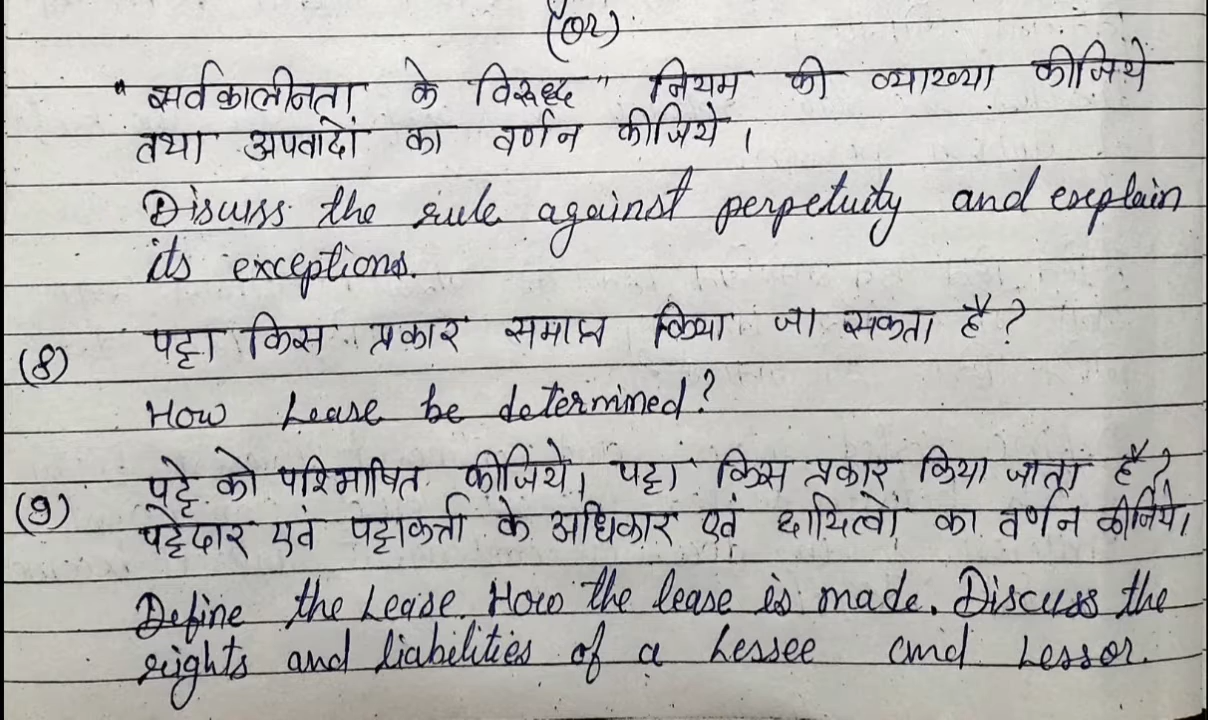 (or)
"सर्वकालीनता के विरूद्ध" नियम की व्याख्या कीजिये
तथा अपवादों का वर्णन कीजिये।
Discuss the rule against perpetuity and explain
its exceptions.
(8) पट्टा किस प्रकार समाप्त किया जा सकता है?
How Lease be determined?
(9) पट्टे को परिभाषित कीजिये। पट्टा किस प्रकार किया जाता है?
पट्टेदार एवं पट्टाकर्ता के अधिकार एवं दायित्वों का वर्णन कीजिये।
Define the Lease. How the lease is made. Discuss the
rights and liabilities of a Lessee and Lessor.